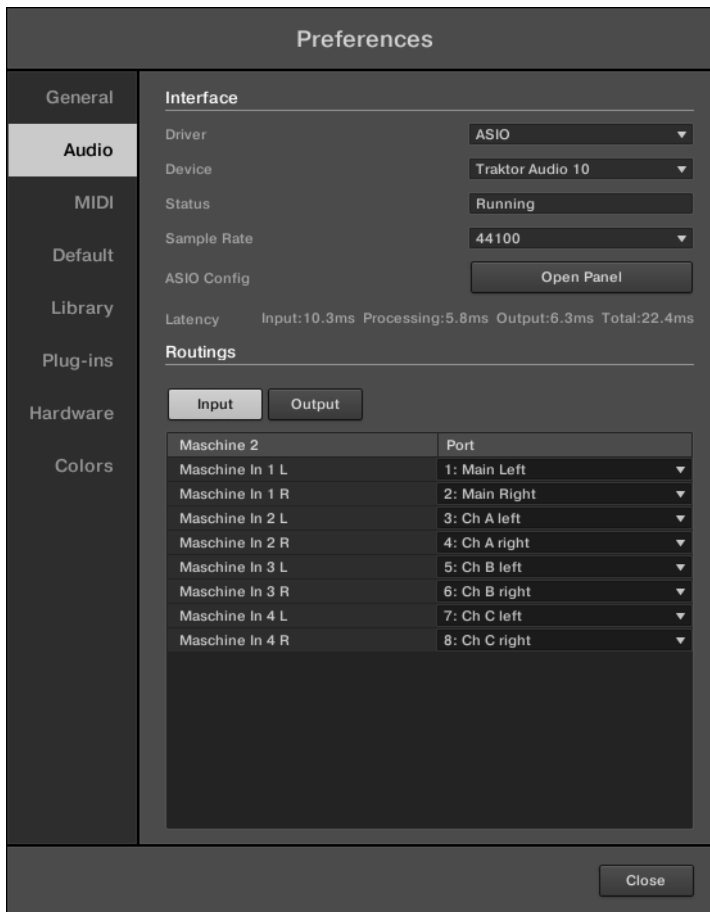 Preferences
General
Audio
MIDI
Default
Library
Plug-ins
Hardware
Colors
Interface
Driver ASIO
Device Traktor Audio 10
Status Running
Sample Rate 44100
ASIO Config Open Panel
Latency Input:10.3ms Processing:5.8ms Output:6.3ms Total:22.4ms
Routings
Input Output
Maschine 2 Port
Maschine In 1 L 1: Main Left
Maschine In 1 R 2: Main Right
Maschine In 2 L 3: Ch A left
Maschine In 2 R 4: Ch A right
Maschine In 3 L 5: Ch B left
Maschine In 3 R 6: Ch B right
Maschine In 4 L 7: Ch C left
Maschine In 4 R 8: Ch C right
Close